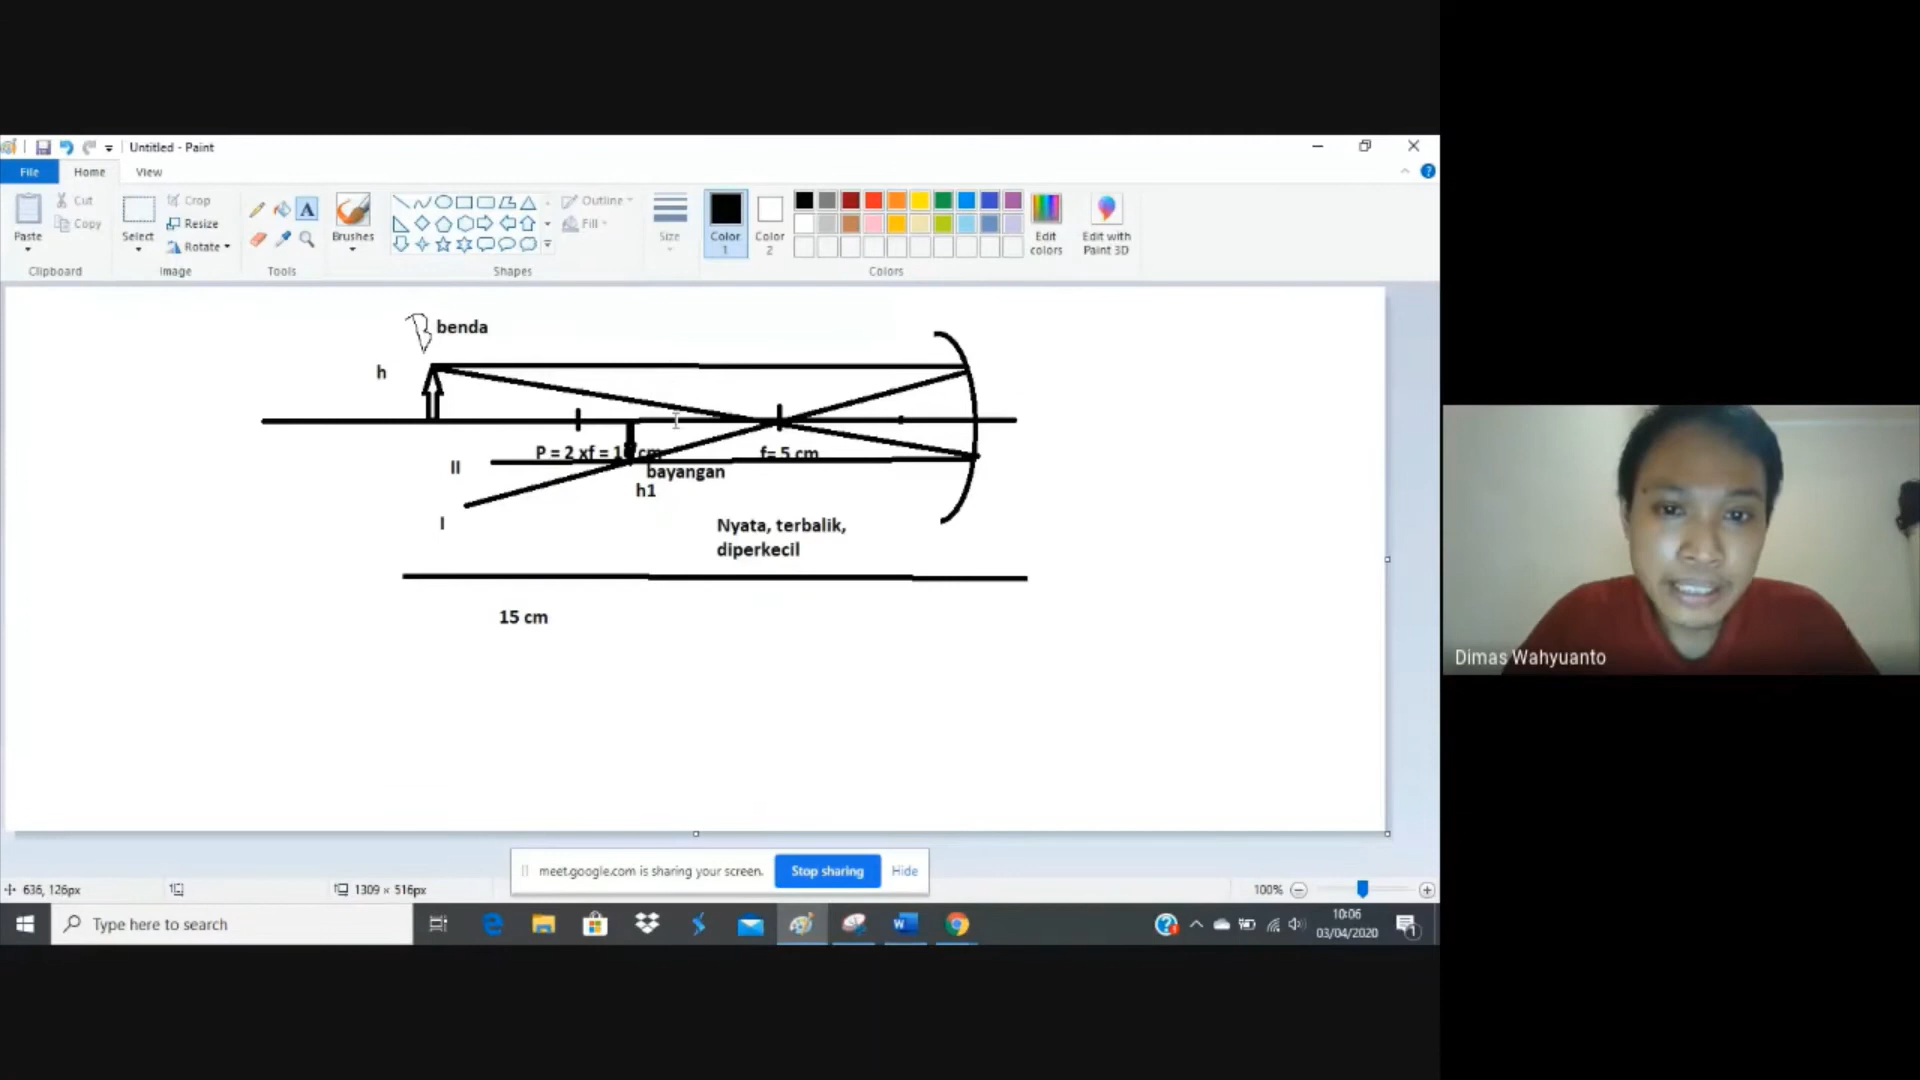 Untitled - Paint
File Home View
Paste
Cut
Copy
Clipboard
Select
Crop
Resize
Rotate
Image
Tools
Brushes
Shapes
Outline
Fill
Size
Color
1
Color
2
Edit
colors
Edit with
Paint 3D
Colors
B benda
h
P = 2 xf = 1 cm
f= 5 cm
II
bayangan
h1
I
Nyata, terbalik,
diperkecil
15 cm
Dimas Wahyuanto
meet.google.com is sharing your screen. Stop sharing Hide
636, 126px
1309 × 516px
100%
Type here to search
10:06
03/04/2020
1